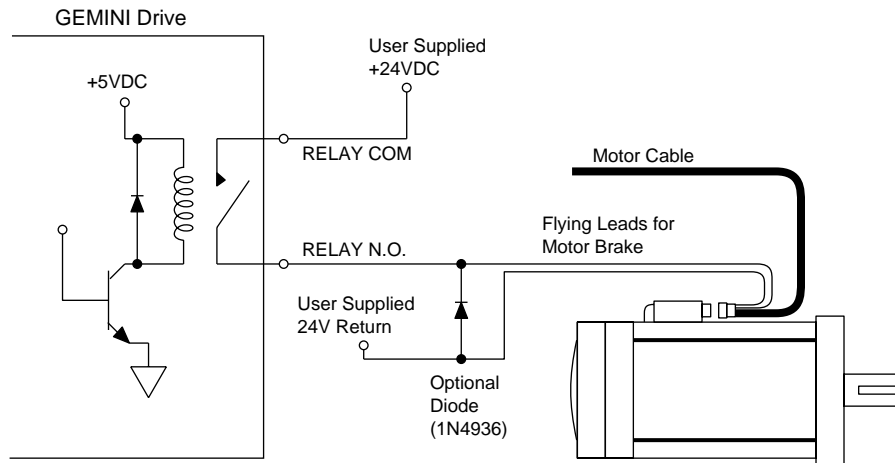 GEMINI Drive
+5VDC
User Supplied
+24VDC
RELAY COM
Motor Cable
RELAY N.O.
Flying Leads for
Motor Brake
User Supplied
24V Return
Optional
Diode
(1N4936)